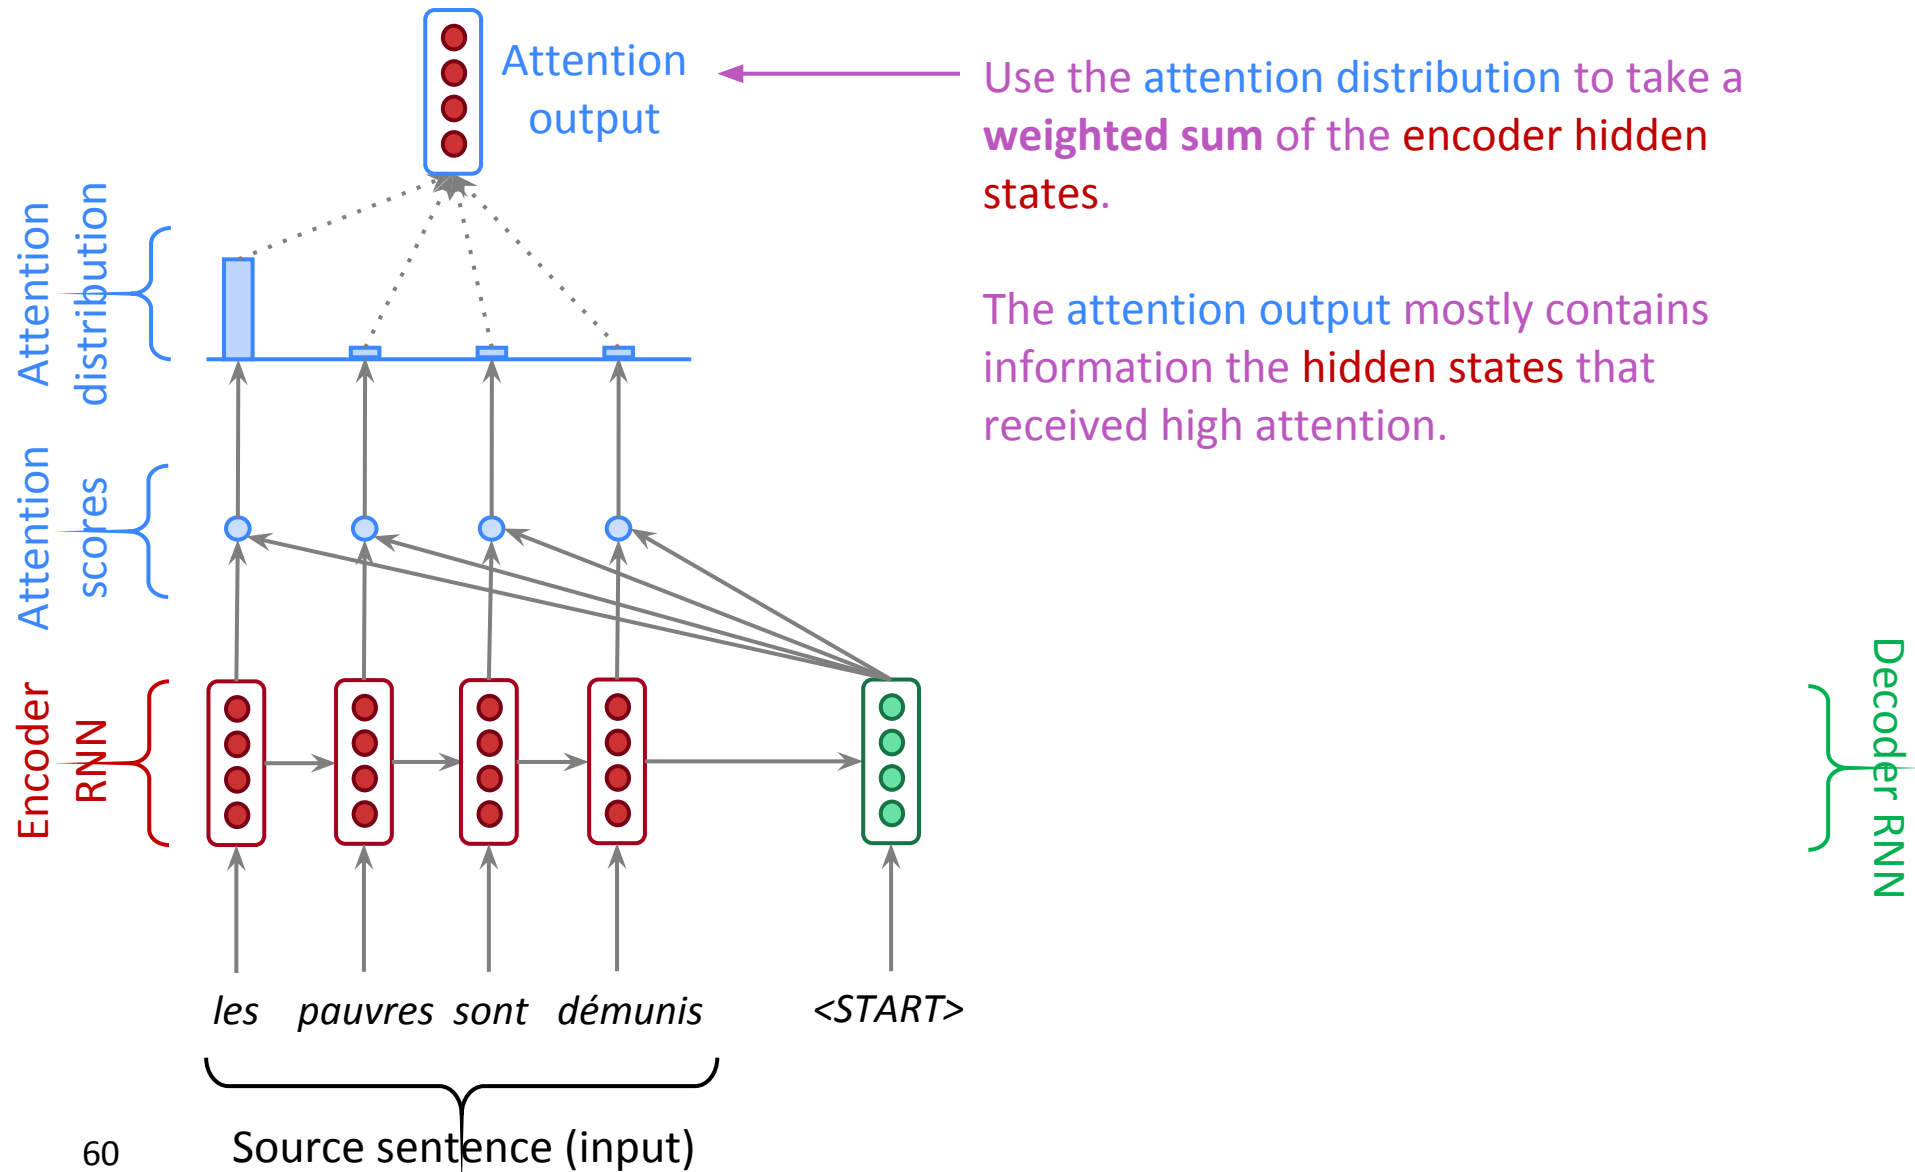 Attention
output
Use the attention distribution to take a
weighted sum of the encoder hidden
states.
The attention output mostly contains
information the hidden states that
received high attention.
Attention
distribution
Attention
scores
Encoder
RNN
Decoder RNN
les pauvres sont démunis <START>
Source sentence (input)
60